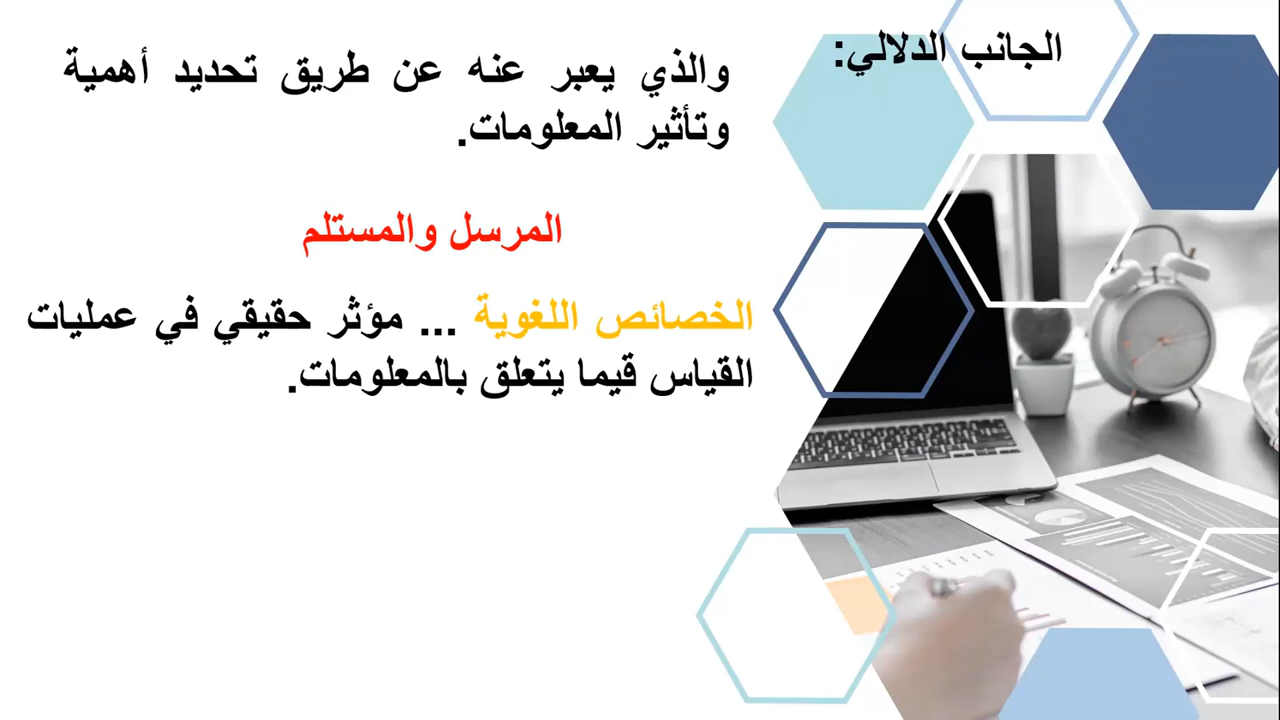 الجانب الدلالي:
والذي يعبر عنه عن طريق تحديد أهمية
وتأثير المعلومات.
المرسل والمستلم
الخصائص اللغوية ... مؤثر حقيقي في عمليات
القياس قيما يتعلق بالمعلومات.